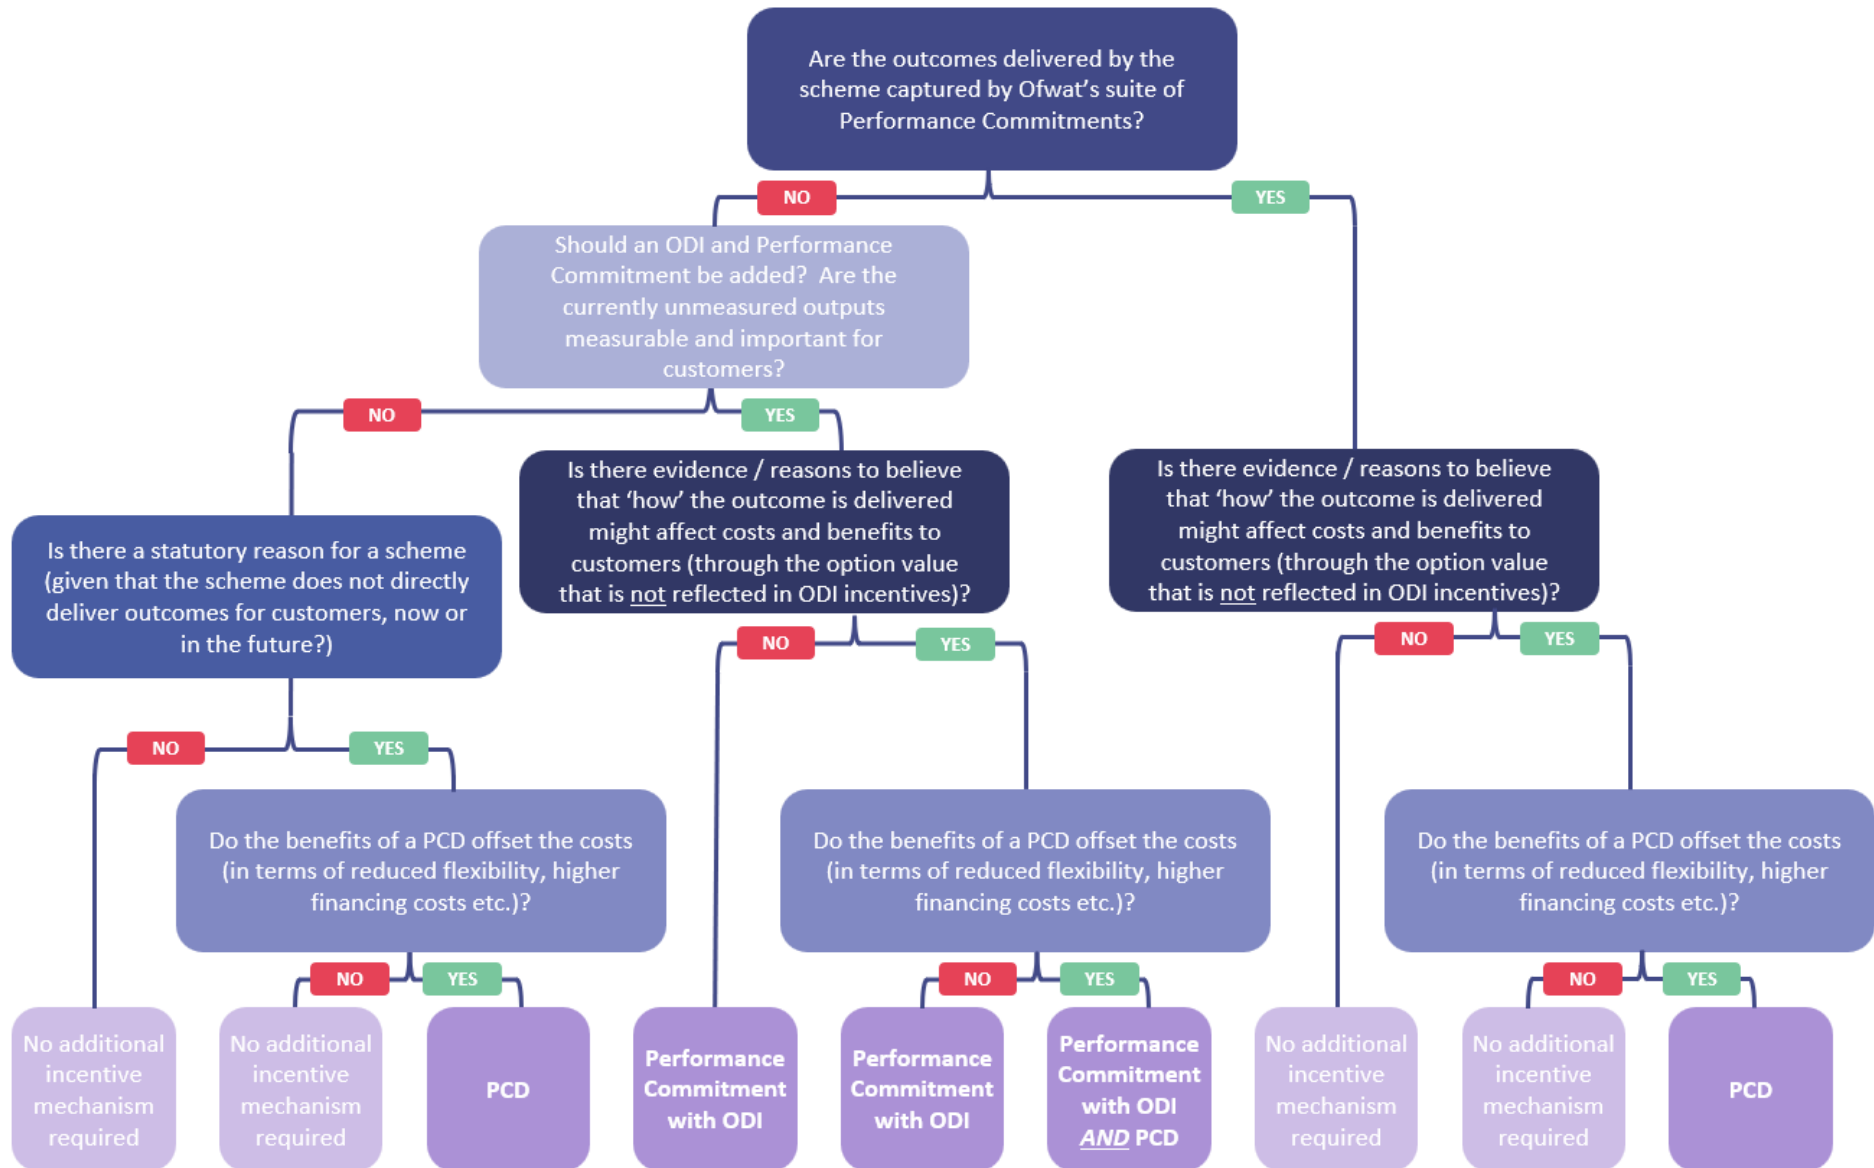 Are the outcomes delivered by the
scheme captured by Ofwat's suite of
Performance Commitments?
NO
YES
Should an ODI and Performance
Commitment be added?  Are the
currently unmeasured outputs
measurable and important for
customers?
NO
YES
Is there evidence / reasons to believe
that ‘how’ the outcome is delivered
might affect costs and benefits to
customers (through the option value
that is not reflected in ODI incentives)?
Is there evidence / reasons to believe
that ‘how’ the outcome is delivered
might affect costs and benefits to
customers (through the option value
that is not reflected in ODI incentives)?
Is there a statutory reason for a scheme
(given that the scheme does not directly
deliver outcomes for customers, now or
in the future?)
NO
YES
NO
YES
NO
YES
Do the benefits of a PCD offset the costs
(in terms of reduced flexibility, higher
financing costs etc.)?
Do the benefits of a PCD offset the costs
(in terms of reduced flexibility, higher
financing costs etc.)?
Do the benefits of a PCD offset the costs
(in terms of reduced flexibility, higher
financing costs etc.)?
NO
YES
NO
YES
NO
YES
No additional
incentive
mechanism
required
No additional
incentive
mechanism
required
PCD
Performance
Commitment
with ODI
Performance
Commitment
with ODI
Performance
Commitment
with ODI
AND PCD
No additional
incentive
mechanism
required
No additional
incentive
mechanism
required
PCD